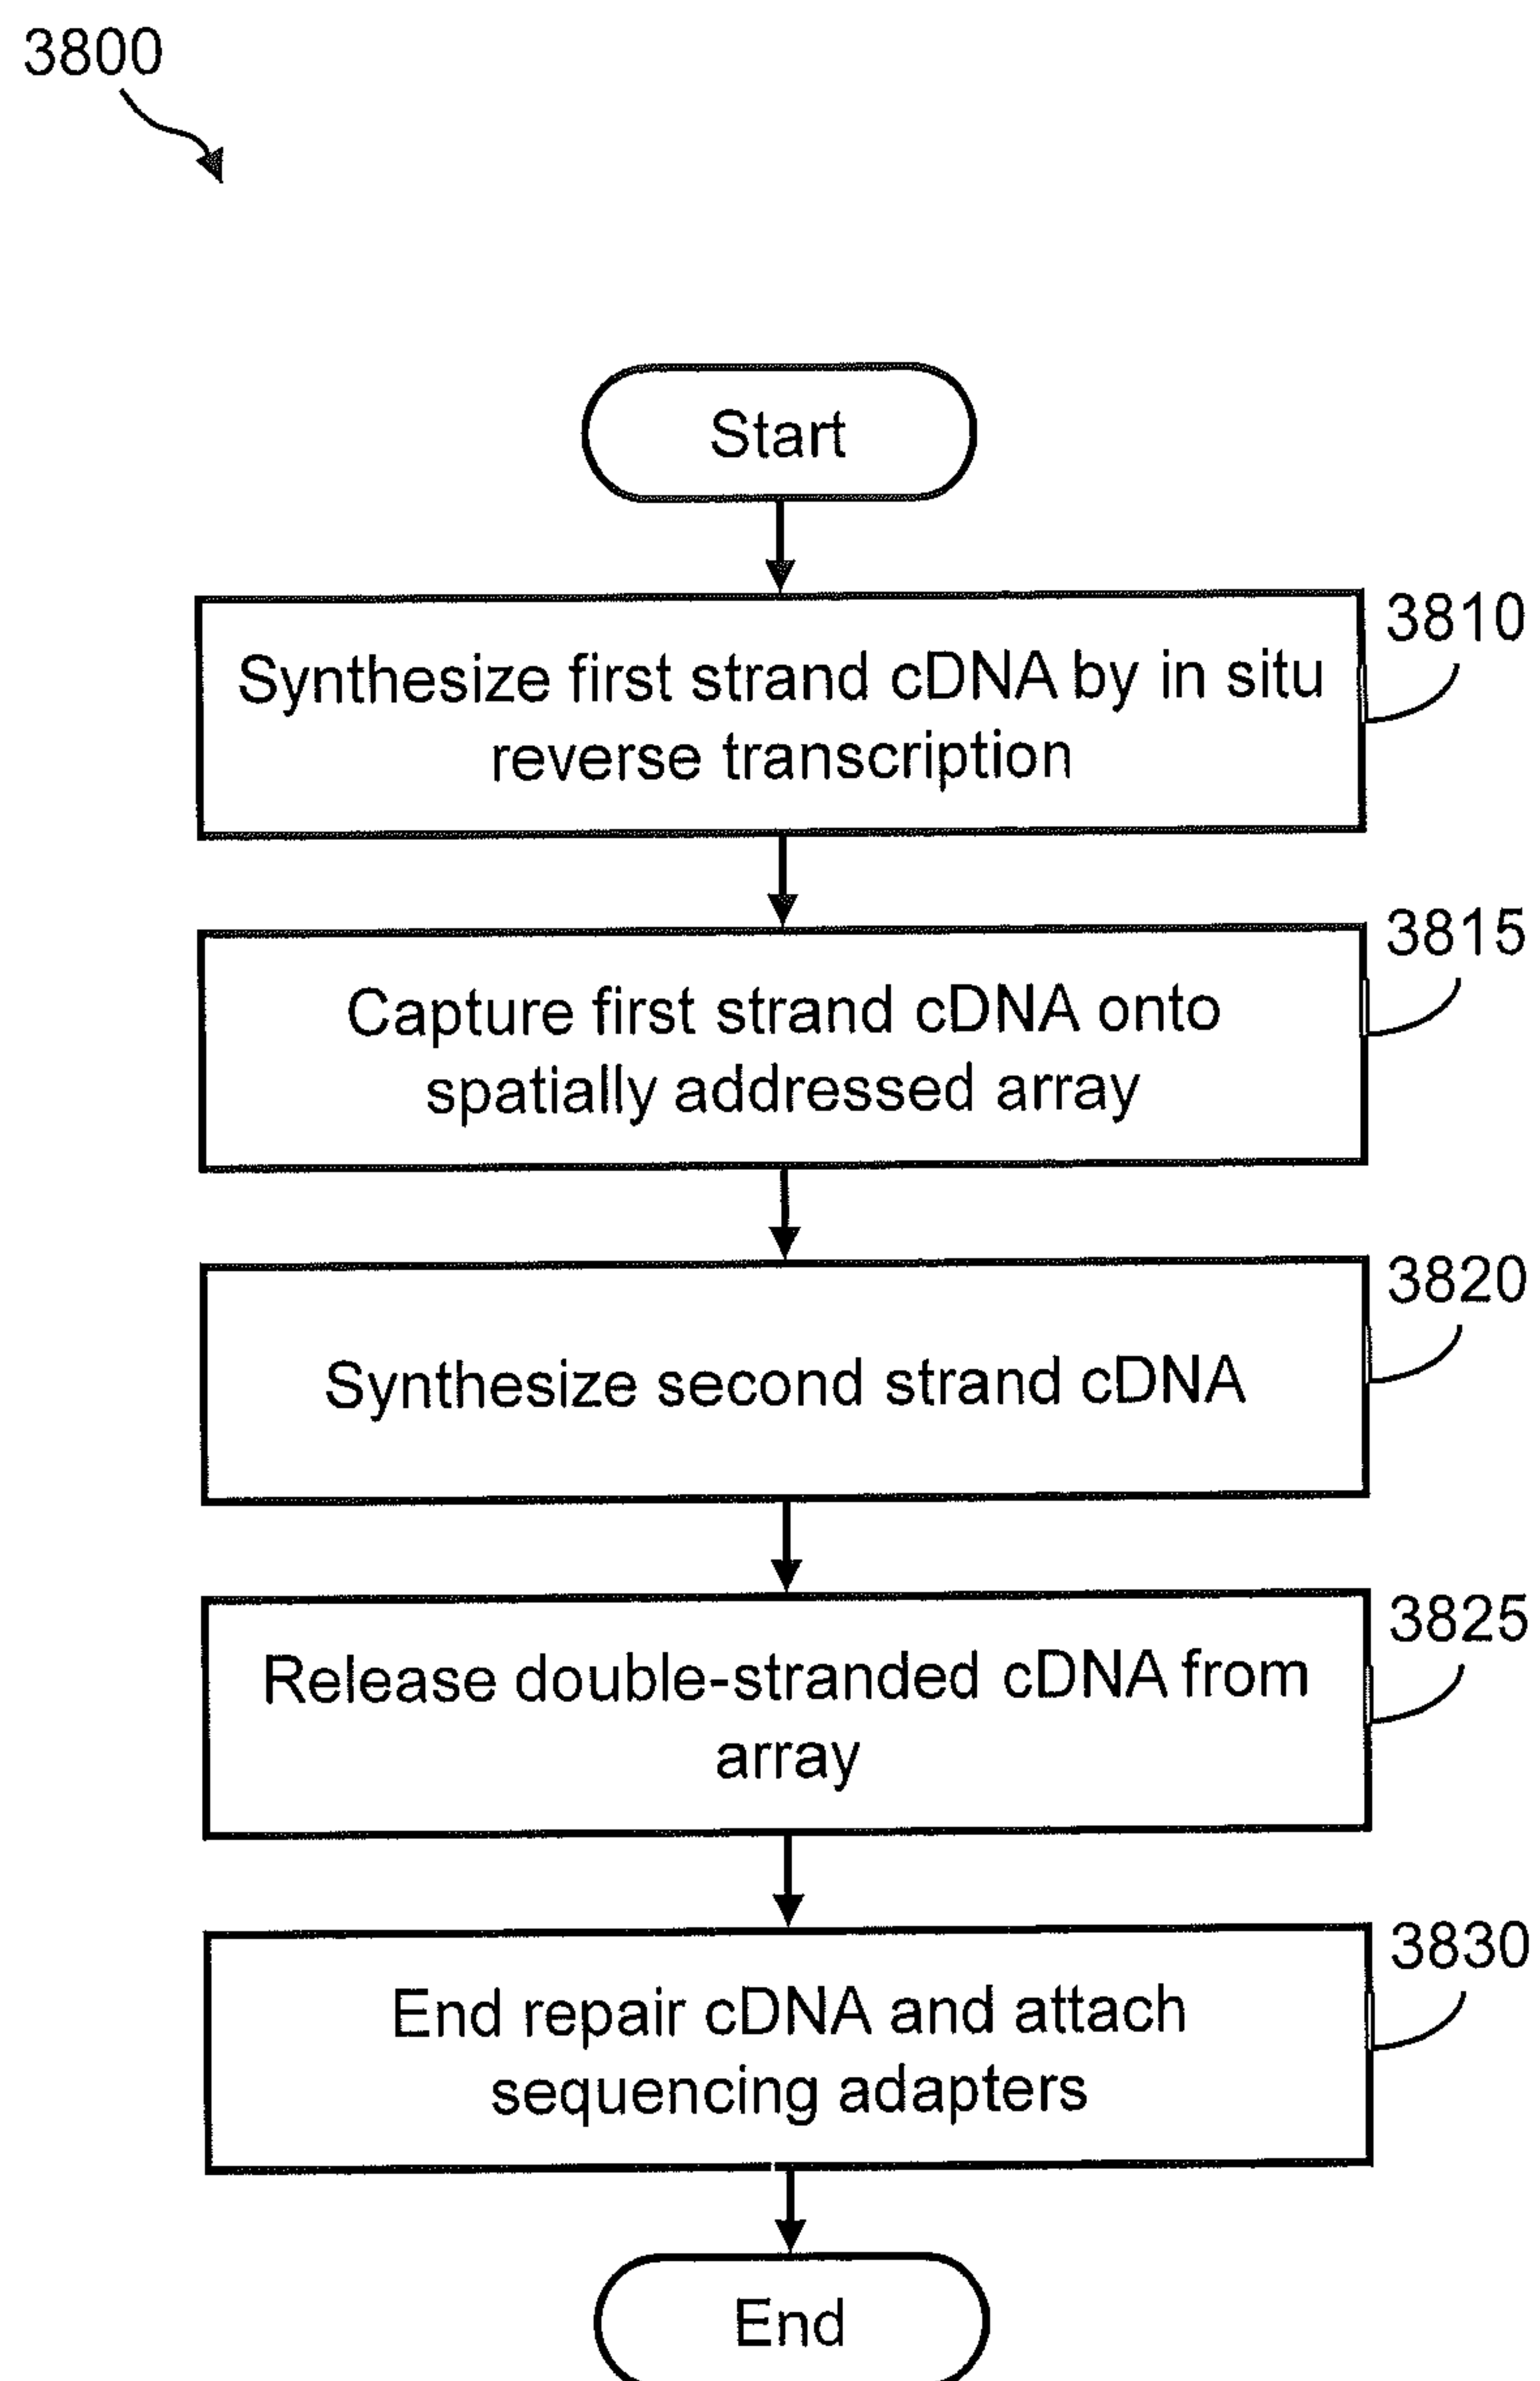 3800
Start
Synthesize first strand cDNA by in situ
reverse transcription
3810
Capture first strand cDNA onto
spatially addressed array
3815
Synthesize second strand cDNA
3820
Release double-stranded cDNA from
array
3825
End repair cDNA and attach
sequencing adapters
3830
End